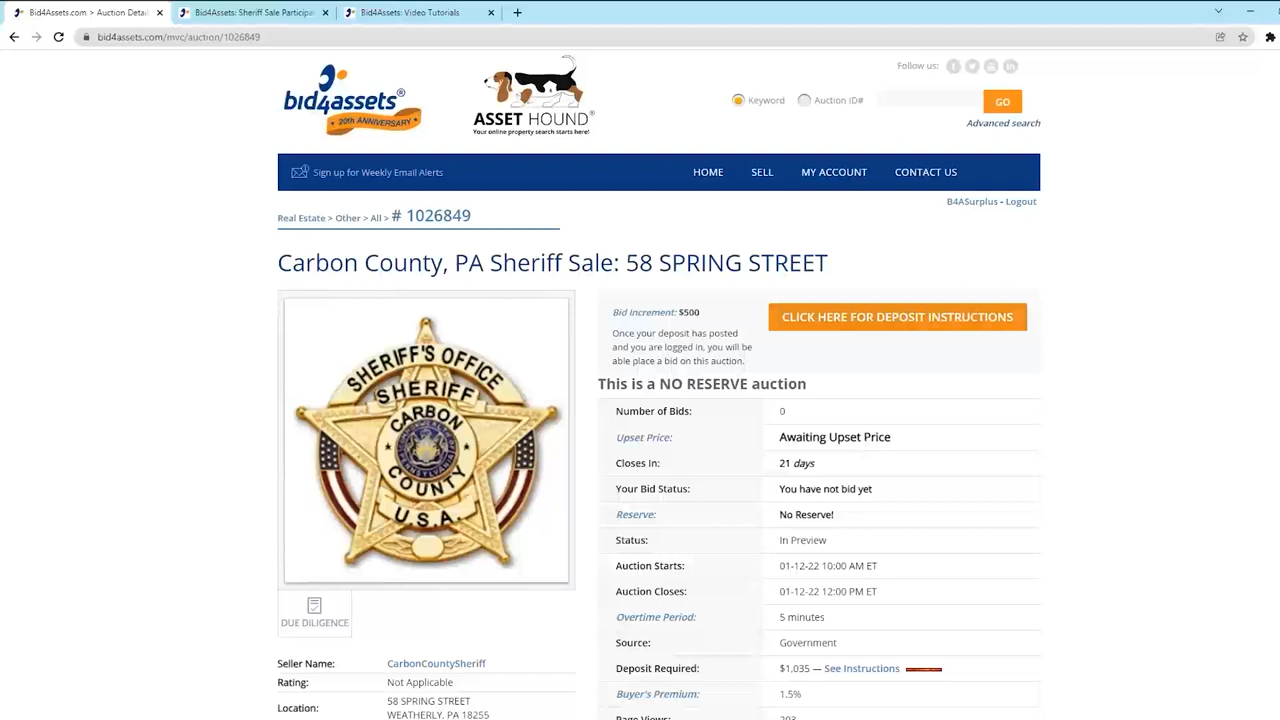 Bid4Assets.com > Auction Detai
Bid4Assets: Sheriff Sale Participa
Bid4Assets: Video Tutorials
bid4assets.com/mvc/auction/1026849
bid4assets®
20th ANNIVERSARY
ASSET HOUND®
Your online property search starts here!
Follow us:
Keyword
Auction ID#
GO
Advanced search
Sign up for Weekly Email Alerts
HOME
SELL
MY ACCOUNT
CONTACT US
B4ASurplus - Logout
Real Estate > Other > All > # 1026849
Carbon County, PA Sheriff Sale: 58 SPRING STREET
SHERIFF'S OFFICE
SHERIFF
CARBON
COUNTY
U.S.A.
DUE DILIGENCE
Seller Name: CarbonCountySheriff
Rating: Not Applicable
Location: 58 SPRING STREET
WEATHERLY, PA 18255
Bid Increment: $500
Once your deposit has posted
and you are logged in, you will be
able place a bid on this auction.
CLICK HERE FOR DEPOSIT INSTRUCTIONS
This is a NO RESERVE auction
Number of Bids: 0
Upset Price: Awaiting Upset Price
Closes In: 21 days
Your Bid Status: You have not bid yet
Reserve: No Reserve!
Status: In Preview
Auction Starts: 01-12-22 10:00 AM ET
Auction Closes: 01-12-22 12:00 PM ET
Overtime Period: 5 minutes
Source: Government
Deposit Required: $1,035 — See Instructions
Buyer's Premium: 1.5%
Page Views: 203